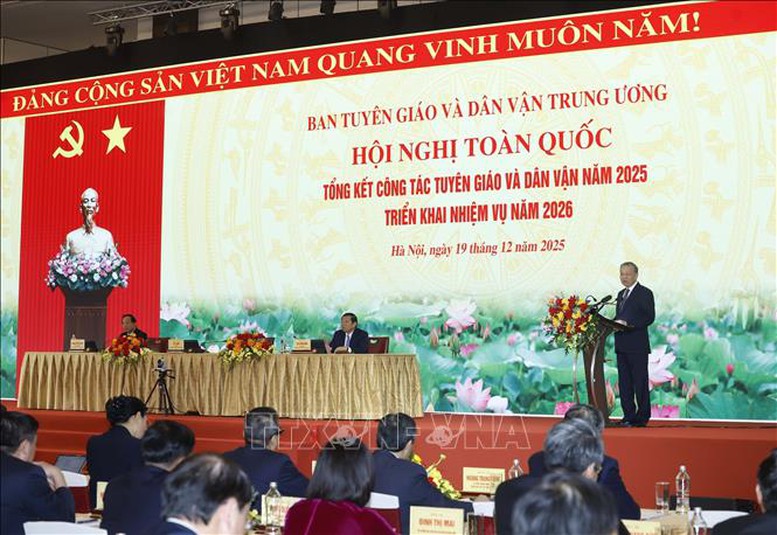 ĐẢNG CỘNG SẢN VIỆT NAM QUANG VINH MUÔN NĂM!
BAN TUYÊN GIÁO VÀ DÂN VẬN TRUNG ƯƠNG
HỘI NGHỊ TOÀN QUỐC
TỔNG KẾT CÔNG TÁC TUYÊN GIÁO VÀ DÂN VẬN NĂM 2025
TRIỂN KHAI NHIỆM VỤ NĂM 2026
Hà Nội, ngày 19 tháng 12 năm 2025
TTXVN-VNA
ĐINH THỊ MAI